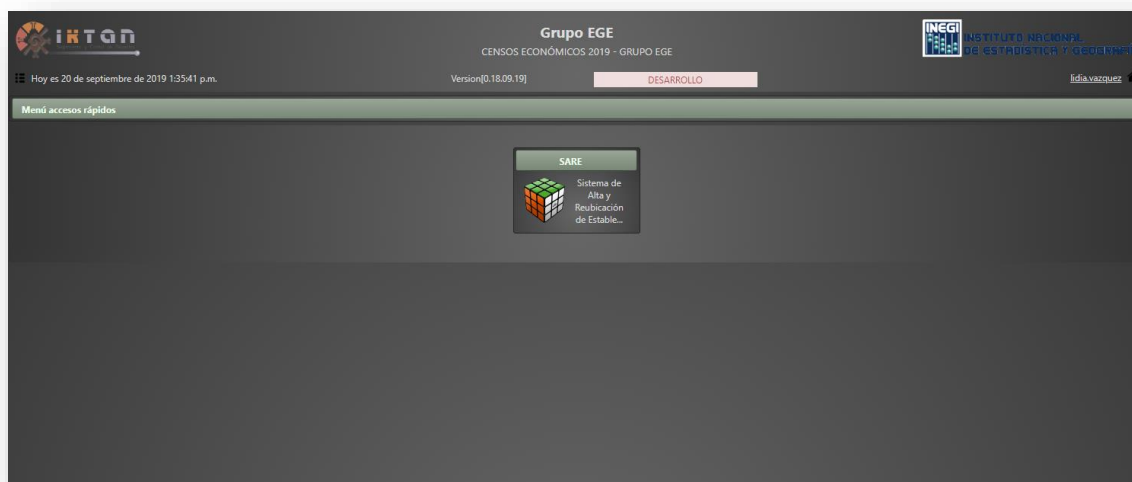 iktan
Grupo EGE
CENSOS ECONÓMICOS 2019 - GRUPO EGE
INEGI
INSTITUTO NACIONAL
DE ESTADÍSTICA Y GEOGRAFÍA
Hoy es 20 de septiembre de 2019 1:35:41 p.m.
Version[0.18.09.19]
DESARROLLO
lidia.vazquez
Menú accesos rápidos
SARE
Sistema de
Alta y
Reubicación
de Estable...